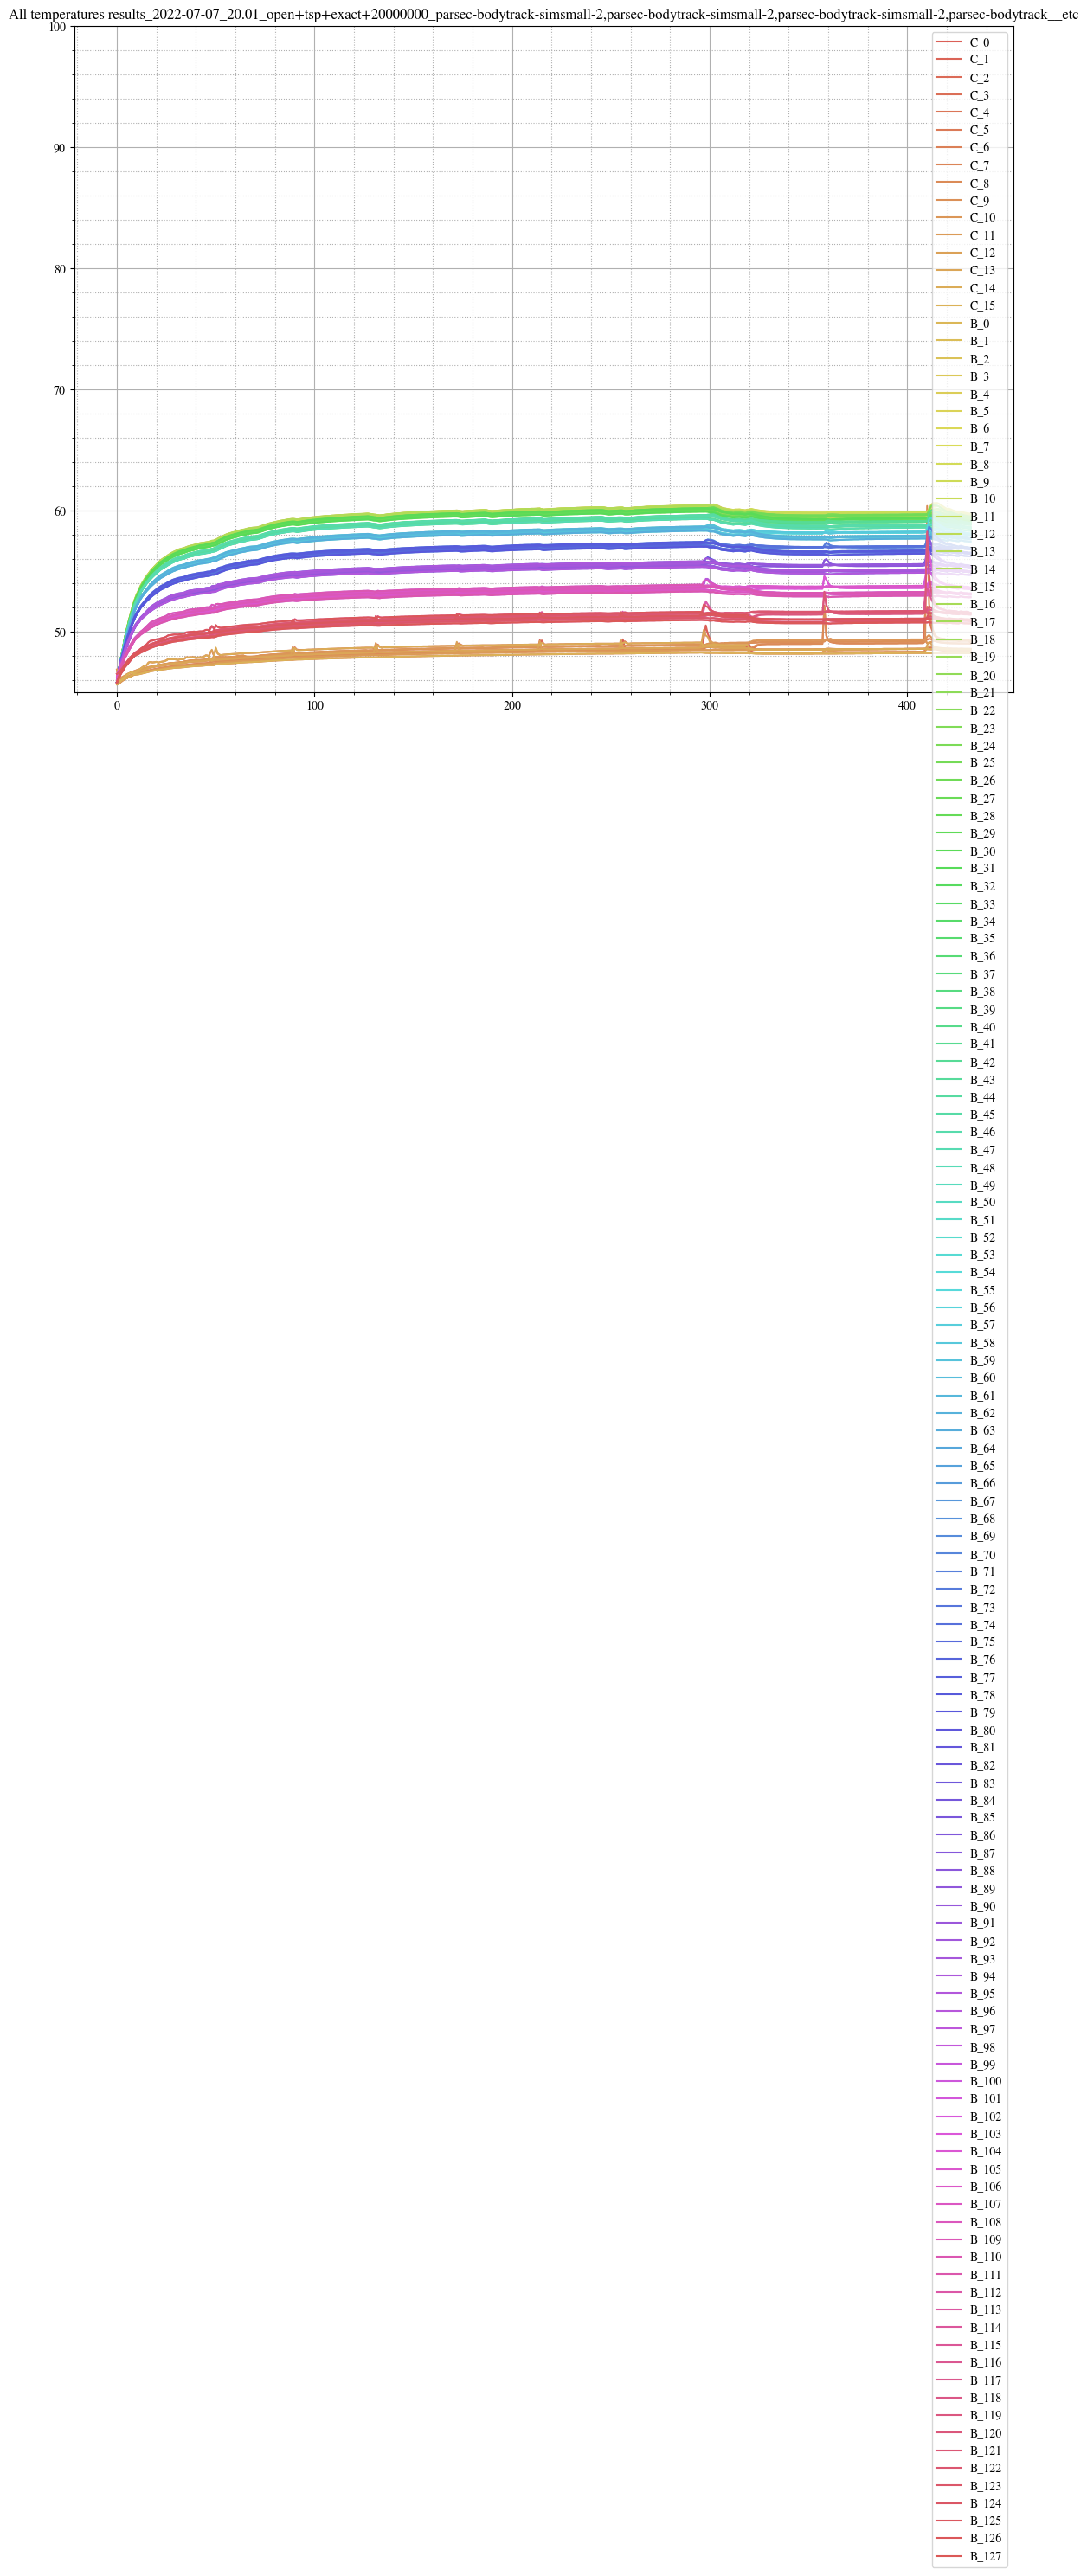 All temperatures results_2022-07-07_20.01_open+tsp+exact+20000000_parsec-bodytrack-simsmall-2,parsec-bodytrack-simsmall-2,parsec-bodytrack-simsmall-2,parsec-bodytrack__etc
100
90
80
70
60
50
0
100
200
300
400
C_0
C_1
C_2
C_3
C_4
C_5
C_6
C_7
C_8
C_9
C_10
C_11
C_12
C_13
C_14
C_15
B_0
B_1
B_2
B_3
B_4
B_5
B_6
B_7
B_8
B_9
B_10
B_11
B_12
B_13
B_14
B_15
B_16
B_17
B_18
B_19
B_20
B_21
B_22
B_23
B_24
B_25
B_26
B_27
B_28
B_29
B_30
B_31
B_32
B_33
B_34
B_35
B_36
B_37
B_38
B_39
B_40
B_41
B_42
B_43
B_44
B_45
B_46
B_47
B_48
B_49
B_50
B_51
B_52
B_53
B_54
B_55
B_56
B_57
B_58
B_59
B_60
B_61
B_62
B_63
B_64
B_65
B_66
B_67
B_68
B_69
B_70
B_71
B_72
B_73
B_74
B_75
B_76
B_77
B_78
B_79
B_80
B_81
B_82
B_83
B_84
B_85
B_86
B_87
B_88
B_89
B_90
B_91
B_92
B_93
B_94
B_95
B_96
B_97
B_98
B_99
B_100
B_101
B_102
B_103
B_104
B_105
B_106
B_107
B_108
B_109
B_110
B_111
B_112
B_113
B_114
B_115
B_116
B_117
B_118
B_119
B_120
B_121
B_122
B_123
B_124
B_125
B_126
B_127